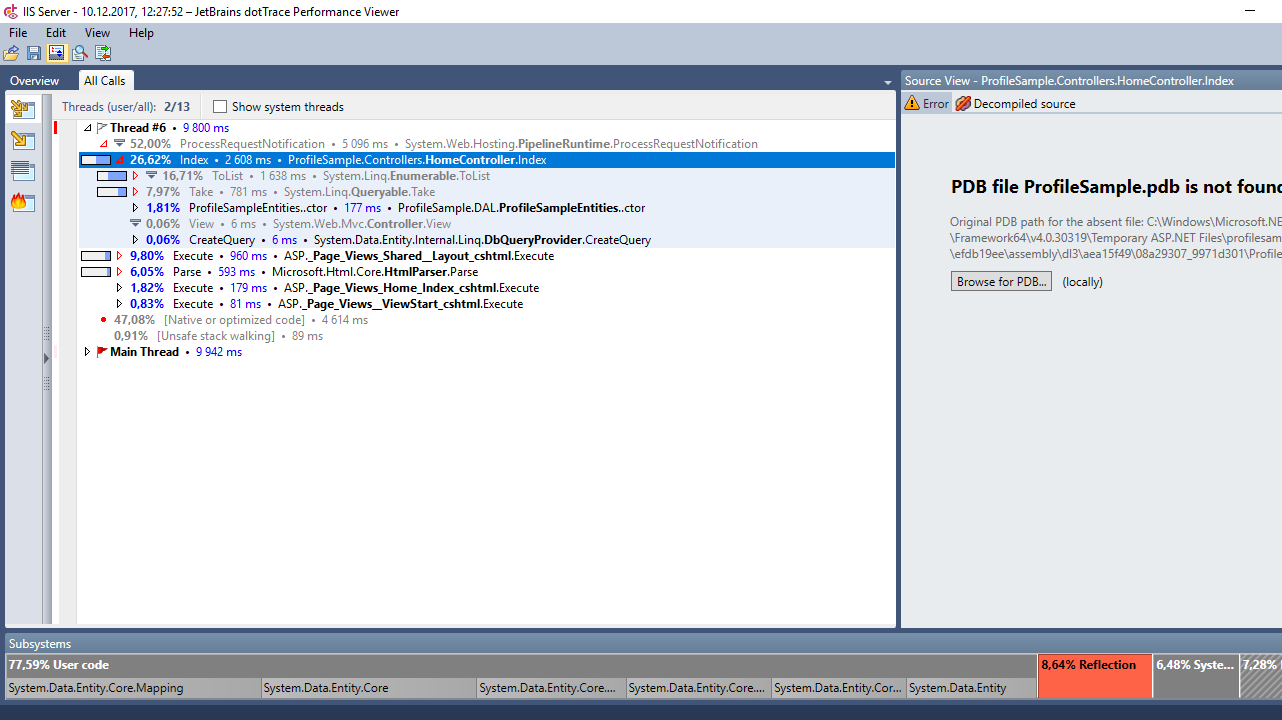 IIS Server - 10.12.2017, 12:27:52 – JetBrains dotTrace Performance Viewer
File Edit View Help
Overview All Calls
Threads (user/all): 2/13 Show system threads
Thread #6 • 9 800 ms
52,00% ProcessRequestNotification • 5 096 ms • System.Web.Hosting.PipelineRuntime.ProcessRequestNotification
26,62% Index • 2 608 ms • ProfileSample.Controllers.HomeController.Index
16,71% ToList • 1 638 ms • System.Linq.Enumerable.ToList
7,97% Take • 781 ms • System.Linq.Queryable.Take
1,81% ProfileSampleEntities..ctor • 177 ms • ProfileSample.DAL.ProfileSampleEntities..ctor
0,06% View • 6 ms • System.Web.Mvc.Controller.View
0,06% CreateQuery • 6 ms • System.Data.Entity.Internal.Linq.DbQueryProvider.CreateQuery
9,80% Execute • 960 ms • ASP._Page_Views_Shared__Layout_cshtml.Execute
6,05% Parse • 593 ms • Microsoft.Html.Core.HtmlParser.Parse
1,82% Execute • 179 ms • ASP._Page_Views_Home_Index_cshtml.Execute
0,83% Execute • 81 ms • ASP._Page_Views__ViewStart_cshtml.Execute
47,08% [Native or optimized code] • 4 614 ms
0,91% [Unsafe stack walking] • 89 ms
Main Thread • 9 942 ms
Source View - ProfileSample.Controllers.HomeController.Index
Error Decompiled source
PDB file ProfileSample.pdb is not found
Original PDB path for the absent file: C:\Windows\Microsoft.NE
\Framework64\v4.0.30319\Temporary ASP.NET Files\profilesam
\efdb19ee\assembly\dl3\aea15f49\08a29307_9971d301\Profile
Browse for PDB... (locally)
Subsystems
77,59% User code 8,64% Reflection 6,48% Syste... 7,28%
System.Data.Entity.Core.Mapping System.Data.Entity.Core System.Data.Entity.Core.... System.Data.Entity.Core.... System.Data.Entity.Cor... System.Data.Entity